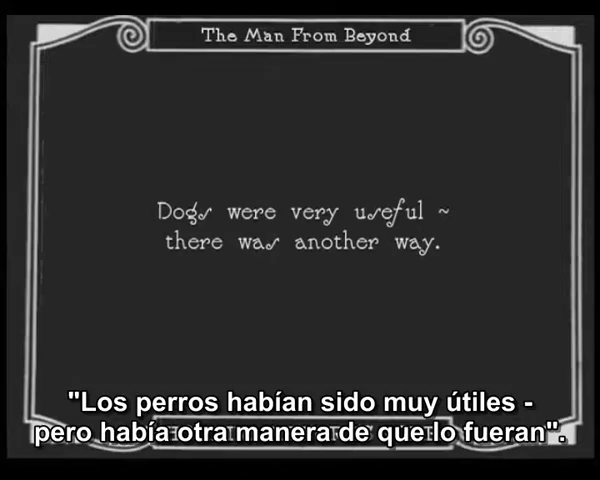 The Man From Beyond
Dogs were very useful ~
there was another way.
"Los perros habían sido muy útiles -
pero había otra manera de que lo fueran".